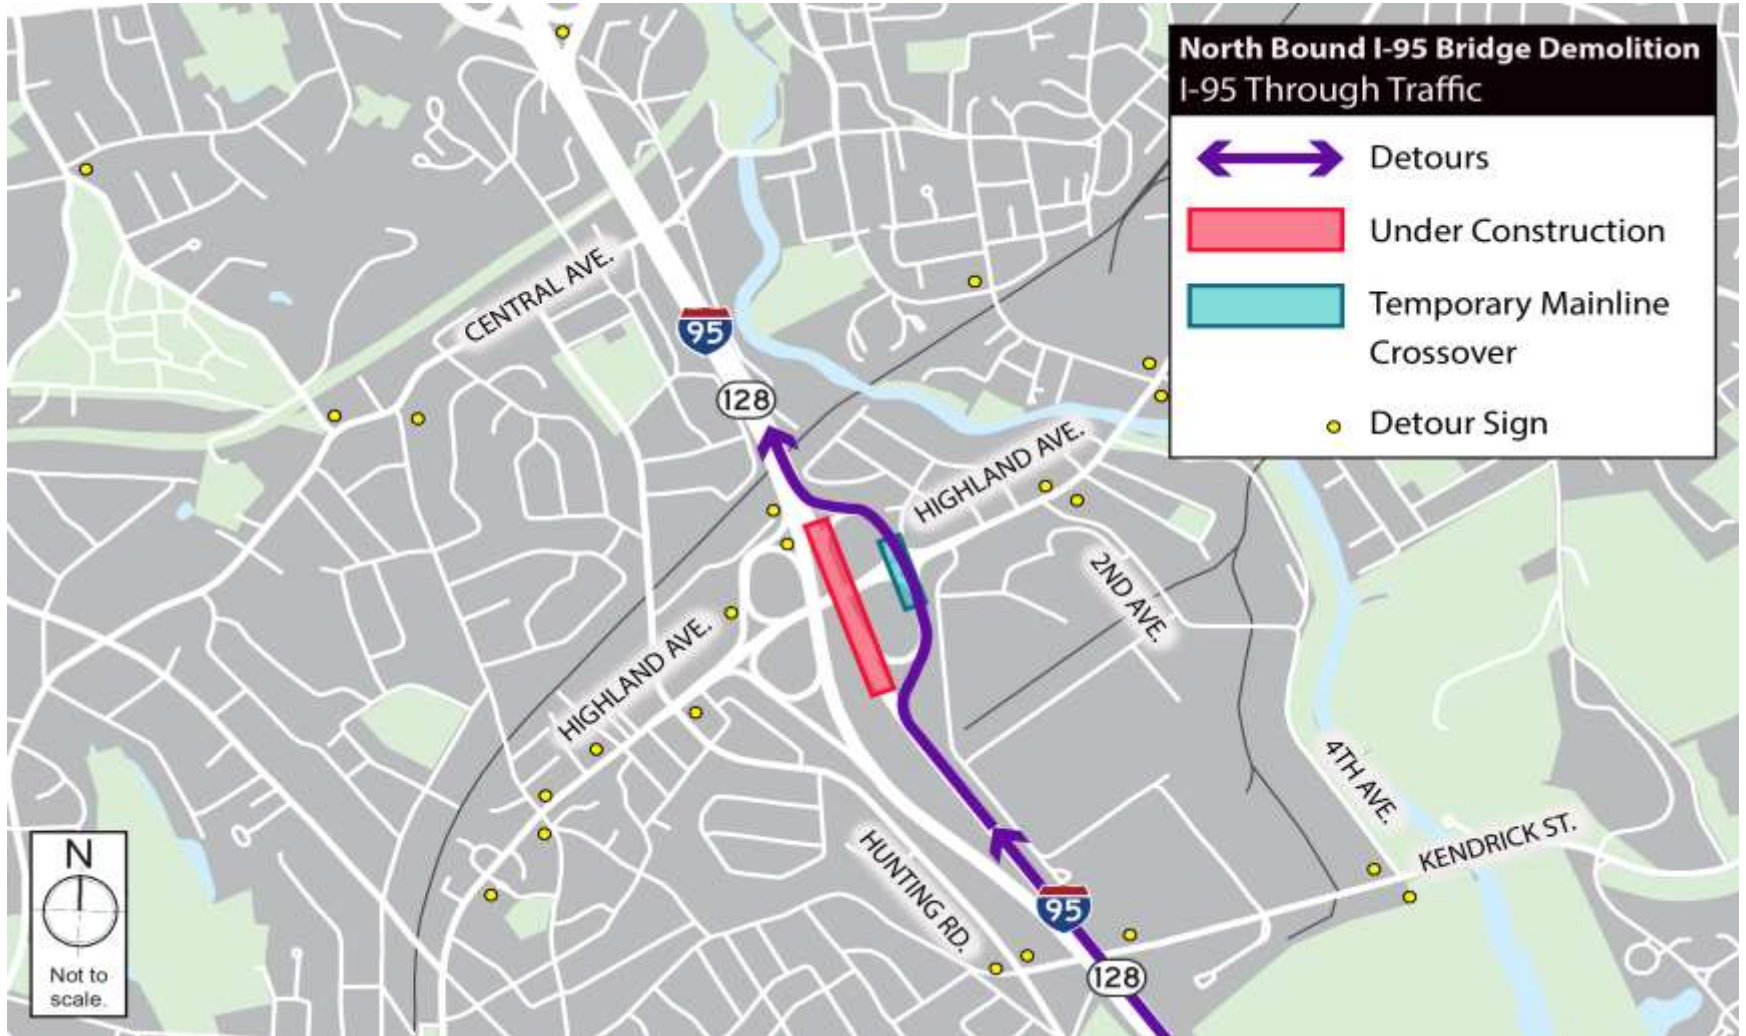 North Bound I-95 Bridge Demolition
I-95 Through Traffic
Detours
Under Construction
Temporary Mainline
Crossover
Detour Sign
CENTRAL AVE.
95
128
HIGHLAND AVE.
2ND AVE.
HIGHLAND AVE.
4TH AVE.
KENDRICK ST.
HUNTING RD.
95
128
N
Not to
scale.